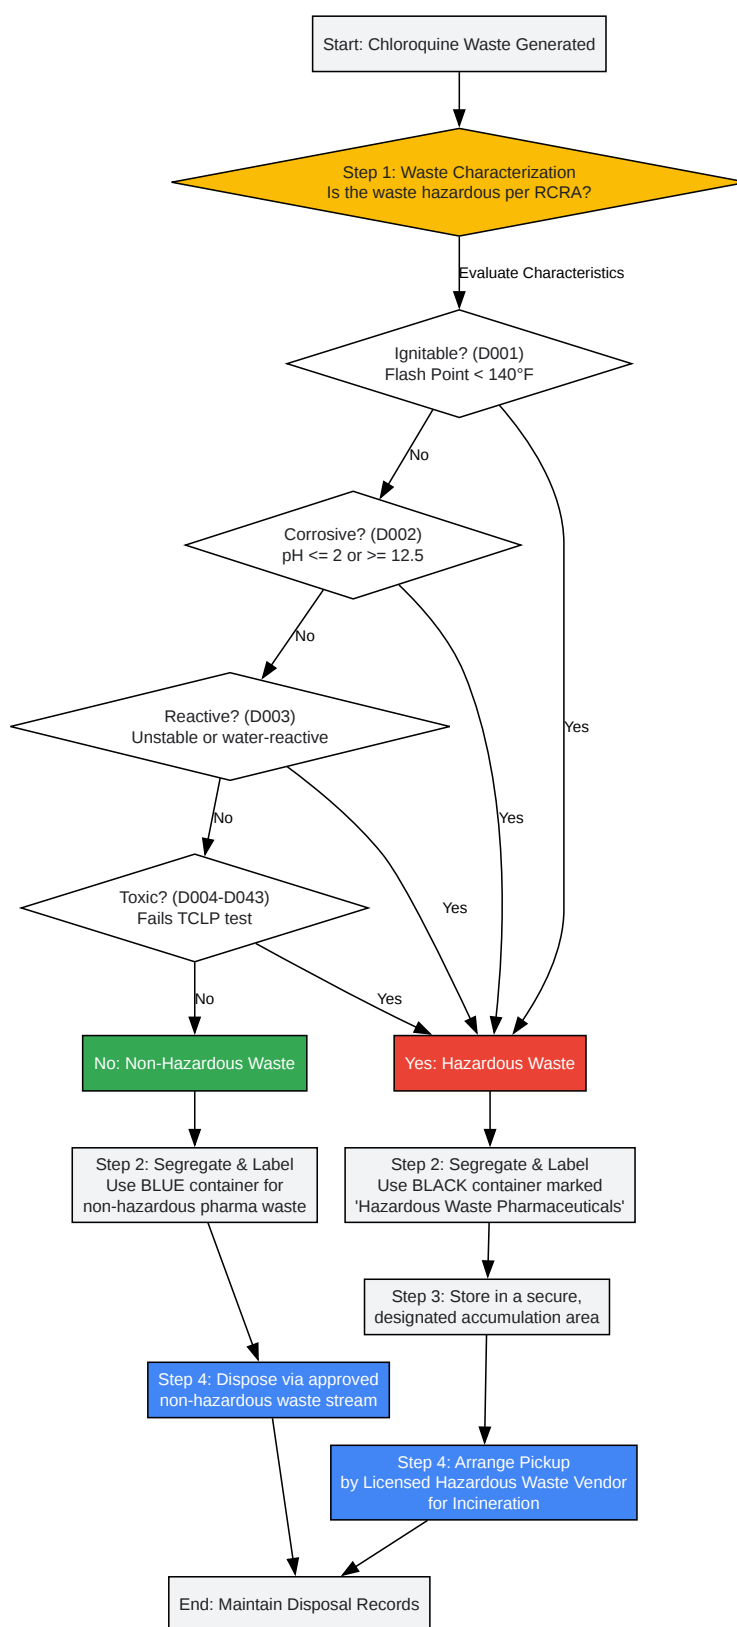 Start: Chloroquine Waste Generated
Step 1: Waste Characterization
Is the waste hazardous per RCRA?
Evaluate Characteristics
Ignitable? (D001)
Flash Point < 140°F
No
Corrosive? (D002)
pH <= 2 or >= 12.5
No
Reactive? (D003)
Unstable or water-reactive
Yes
No
Yes
Toxic? (D004-D043)
Fails TCLP test
Yes
No
Yes
No: Non-Hazardous Waste
Yes: Hazardous Waste
Step 2: Segregate & Label
Use BLUE container for
non-hazardous pharma waste
Step 2: Segregate & Label
Use BLACK container marked
'Hazardous Waste Pharmaceuticals'
Step 3: Store in a secure,
designated accumulation area
Step 4: Dispose via approved
non-hazardous waste stream
Step 4: Arrange Pickup
by Licensed Hazardous Waste Vendor
for Incineration
End: Maintain Disposal Records